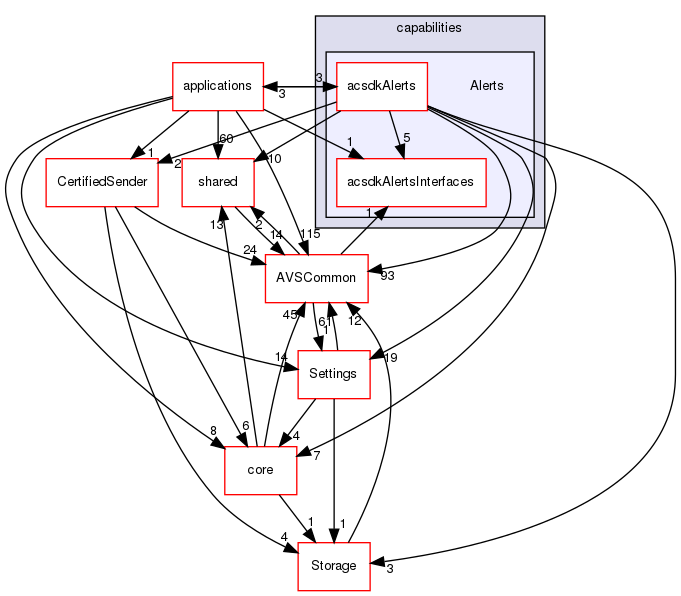 capabilities
applications
acsdkAlerts
Alerts
3
3
60
1
5
1
2
10
CertifiedSender
shared
acsdkAlertsInterfaces
13
1
2
14
115
24
AVSCommon
93
45
6
1
1
12
14
19
Settings
8
6
4
7
core
1
1
4
3
Storage